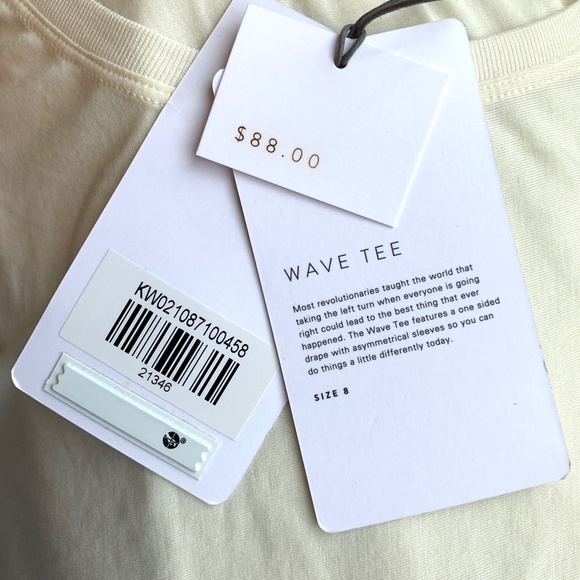 $88.00
WAVE TEE
Most revolutionaries taught the world that
taking the left turn when everyone is going
right could lead to the best thing that ever
happened. The Wave Tee features a one sided
drape with asymmetrical sleeves so you can
do things a little differently today.
SIZE 8
KW021087100458
21346
®